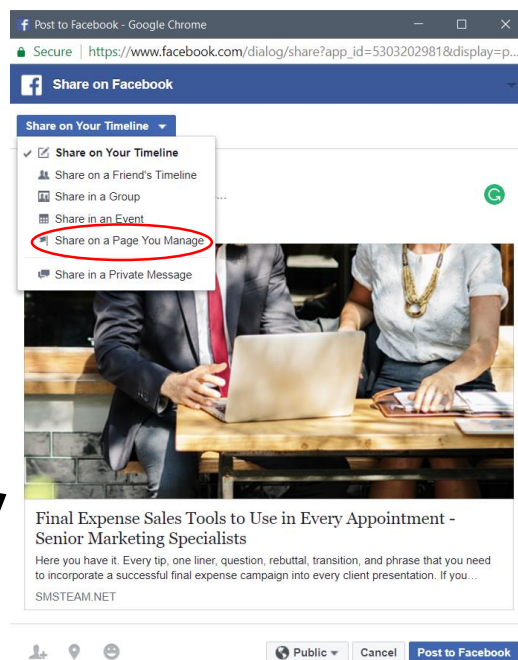 Post to Facebook - Google Chrome
Secure | https://www.facebook.com/dialog/share?app_id=5303202981&display=p...
Share on Facebook
Share on Your Timeline
Share on Your Timeline
Share on a Friend's Timeline
Share in a Group
...
Share in an Event
Share on a Page You Manage
Share in a Private Message
Final Expense Sales Tools to Use in Every Appointment -
Senior Marketing Specialists
Here you have it. Every tip, one liner, question, rebuttal, transition, and phrase that you need
to incorporate a successful final expense campaign into every client presentation. If you...
SMSTEAM.NET
Public Cancel Post to Facebook